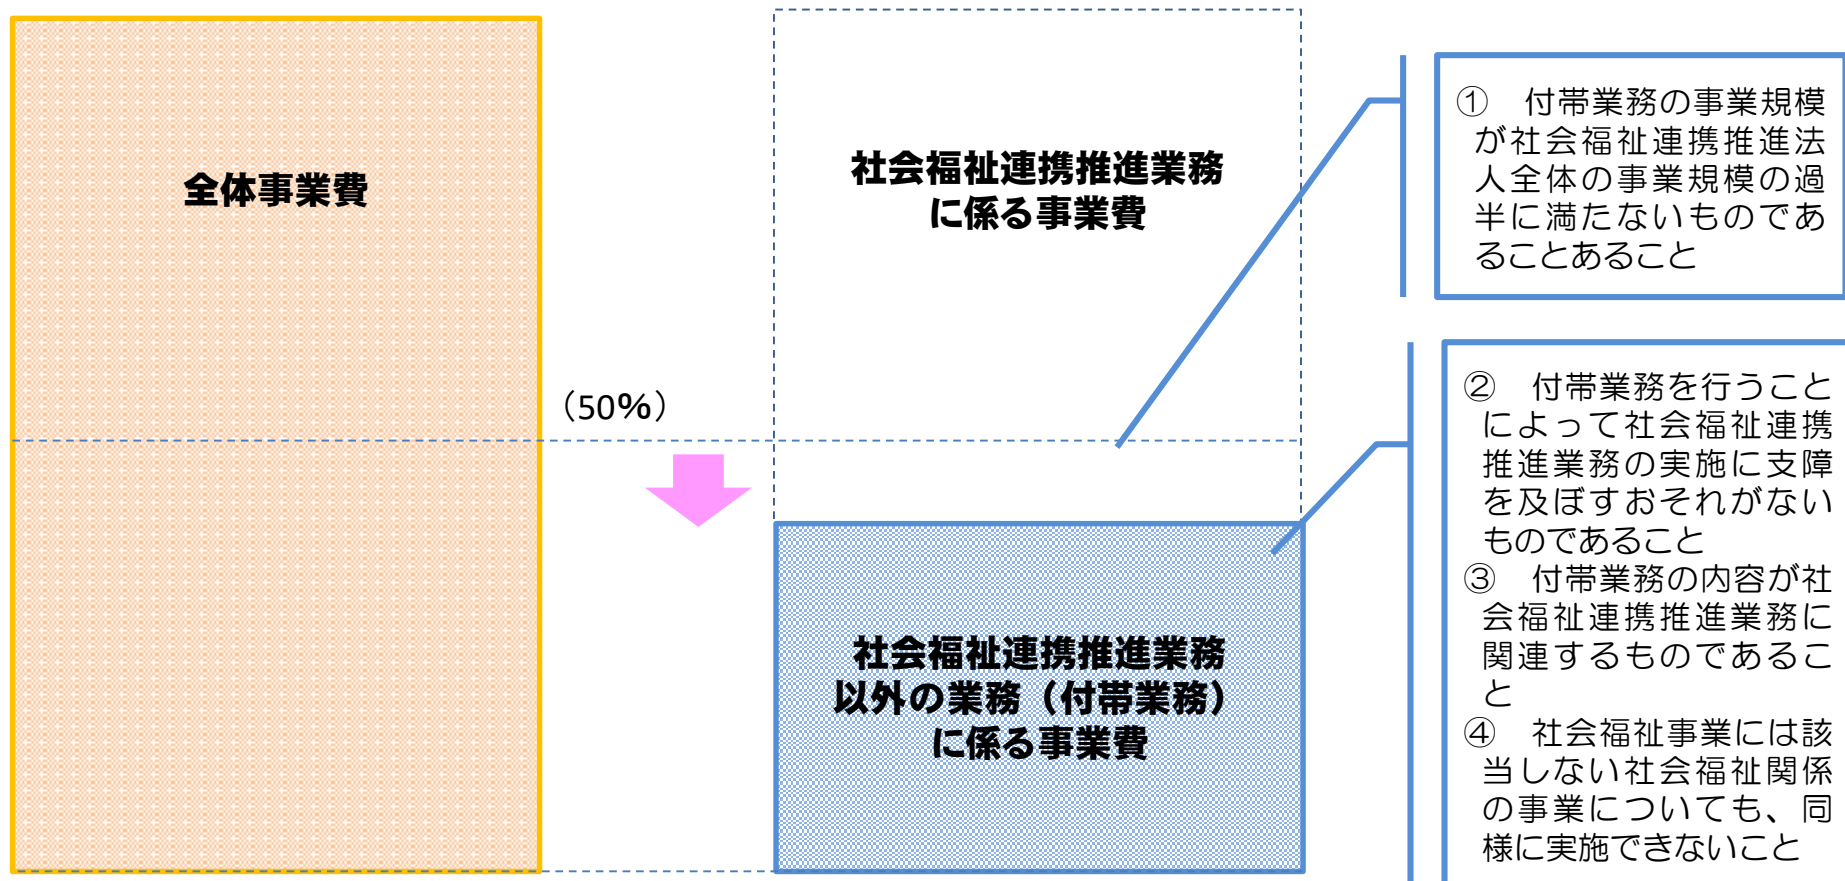 全体事業費
（50%）
社会福祉連携推進業務
に係る事業費
社会福祉連携推進業務
以外の業務（付帯業務）
に係る事業費
①　付帯業務の事業規模
が社会福祉連携推進法
人全体の事業規模の過
半に満たないものであ
ることあること
②　付帯業務を行うこと
によって社会福祉連携
推進業務の実施に支障
を及ぼすおそれがない
ものであること
③　付帯業務の内容が社
会福祉連携推進業務に
関連するものであるこ
と
④　社会福祉事業には該
当しない社会福祉関係
の事業についても、同
様に実施できないこと